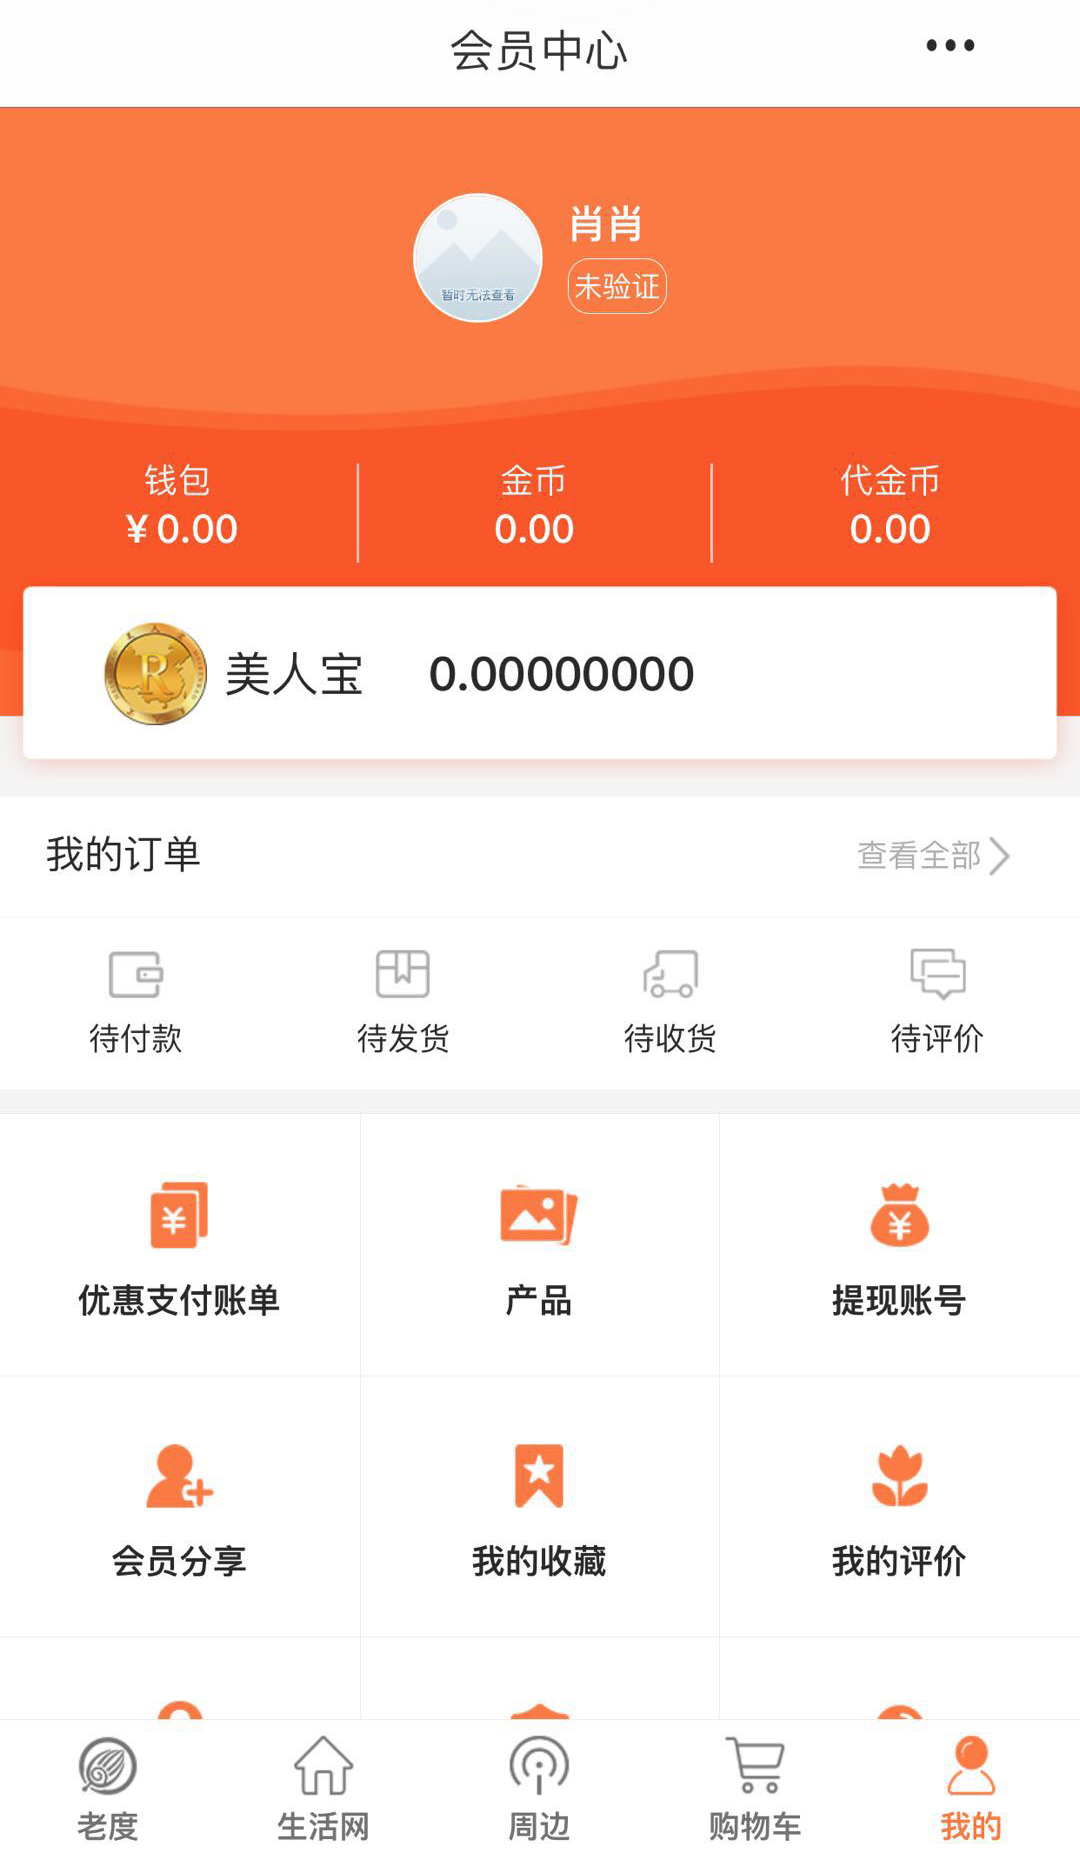 会员中心
肖肖
未验证
暂时无法查看
钱包
¥0.00
金币
0.00
代金币
0.00
R
美人宝
0.00000000
我的订单
查看全部
待付款
待发货
待收货
待评价
优惠支付账单
产品
提现账号
会员分享
我的收藏
我的评价
老度
生活网
周边
购物车
我的